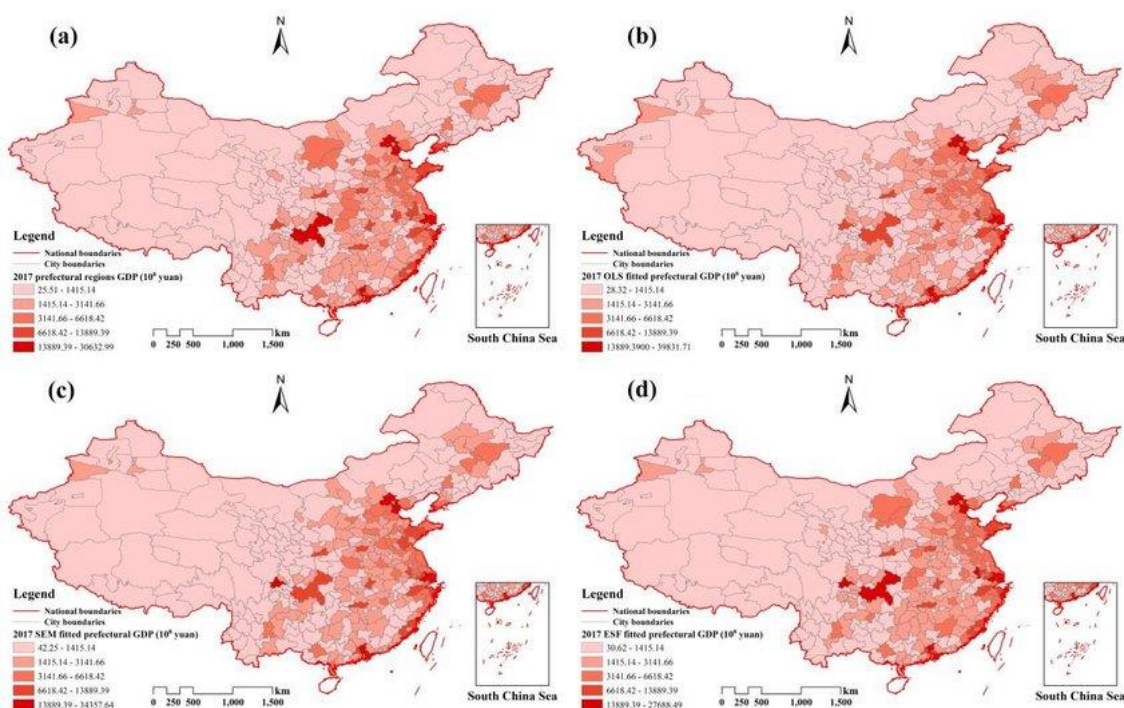 (a)
N
Legend
National boundaries
City boundaries
2017 prefectural regions GDP (10⁸ yuan)
25.51 - 1415.14
1415.14 - 3141.66
3141.66 - 6618.42
6618.42 - 13889.39
13889.39 - 30632.99
km
0 250 500 1,000 1,500
South China Sea
(b)
N
Legend
National boundaries
City boundaries
2017 OLS fitted prefectural GDP (10⁸ yuan)
28.32 - 1415.14
1415.14 - 3141.66
3141.66 - 6618.42
6618.42 - 13889.39
13889.3900 - 39831.71
km
0 250 500 1,000 1,500
South China Sea
(c)
N
Legend
National boundaries
City boundaries
2017 SEM fitted prefectural GDP (10⁸ yuan)
42.25 - 1415.14
1415.14 - 3141.66
3141.66 - 6618.42
6618.42 - 13889.39
13889.39 - 34357.64
km
0 250 500 1,000 1,500
South China Sea
(d)
N
Legend
National boundaries
City boundaries
2017 ESF fitted prefectural GDP (10⁸ yuan)
30.62 - 1415.14
1415.14 - 3141.66
3141.66 - 6618.42
6618.42 - 13889.39
13889.39 - 27688.49
km
0 250 500 1,000 1,500
South China Sea